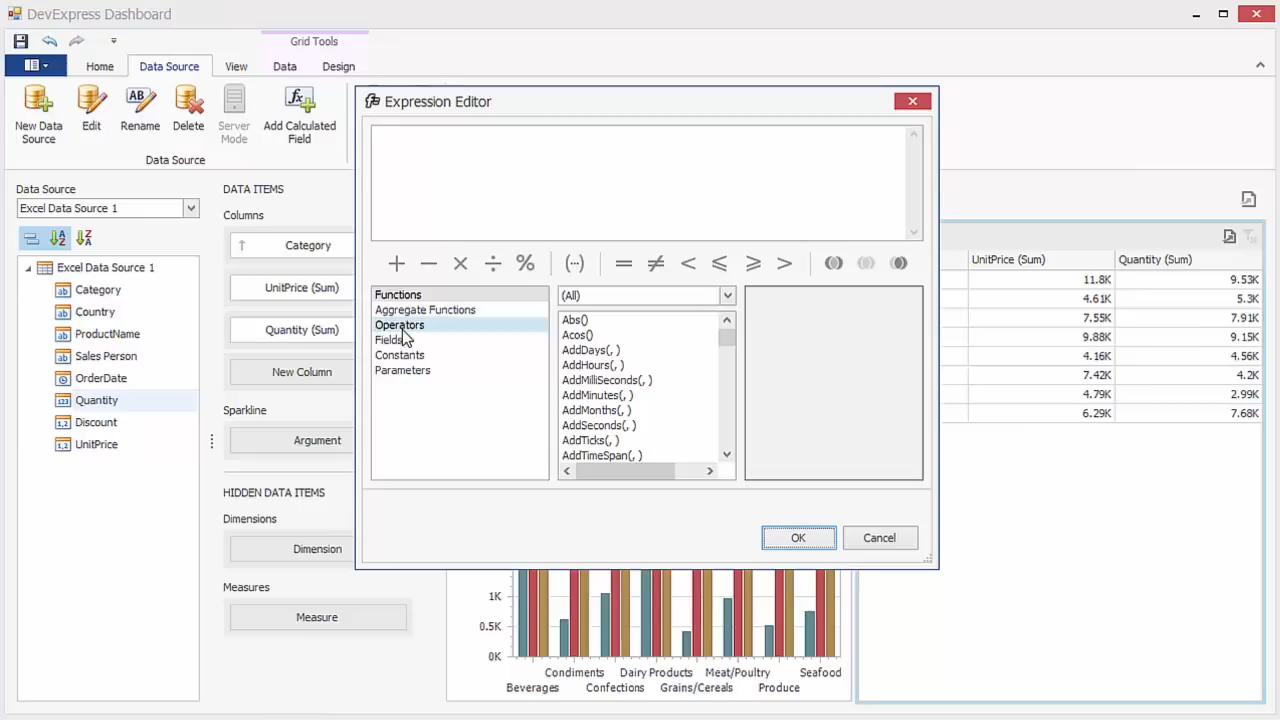 DevExpress Dashboard
Grid Tools
Home
Data Source
View
Data
Design
New Data
Source
Edit
AB
Rename
Delete
Server
Mode
Add Calculated
Field
Data Source
Data Source
Excel Data Source 1
Excel Data Source 1
Category
Country
ProductName
Sales Person
OrderDate
Quantity
Discount
UnitPrice
DATA ITEMS
Columns
Category
UnitPrice (Sum)
Quantity (Sum)
New Column
Sparkline
Argument
HIDDEN DATA ITEMS
Dimensions
Dimension
Measures
Measure
Expression Editor
Functions
Aggregate Functions
Operators
Fields
Constants
Parameters
(All)
Abs()
Acos()
AddDays(, )
AddHours(, )
AddMilliSeconds(, )
AddMinutes(, )
AddMonths(, )
AddSeconds(, )
AddTicks(, )
AddTimeSpan(, )
OK
Cancel
UnitPrice (Sum) Quantity (Sum)
11.8K 9.53K
4.61K 5.3K
7.55K 7.91K
9.88K 9.15K
4.16K 4.56K
7.42K 4.2K
4.79K 2.99K
6.29K 7.68K
1K
0.5K
0K
Condiments Dairy Products Meat/Poultry Seafood
Beverages Confections Grains/Cereals Produce